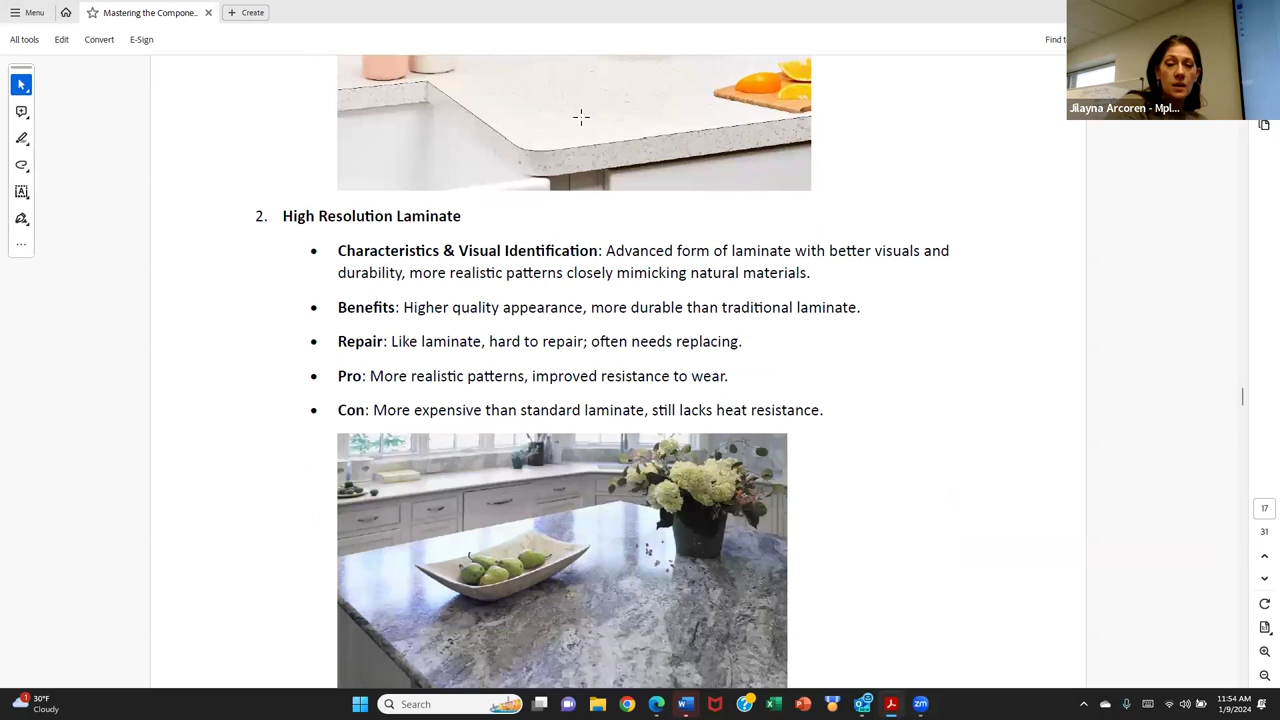 Menu
Mastering the Compone...
Create
All tools
Edit
Convert
E-Sign
Find to
Jilayna Arcoren - Mpl...
2. High Resolution Laminate
• Characteristics & Visual Identification: Advanced form of laminate with better visuals and
durability, more realistic patterns closely mimicking natural materials.
• Benefits: Higher quality appearance, more durable than traditional laminate.
• Repair: Like laminate, hard to repair; often needs replacing.
• Pro: More realistic patterns, improved resistance to wear.
• Con: More expensive than standard laminate, still lacks heat resistance.
17
31
1
30°F
Cloudy
Search
zm
11:54 AM
1/9/2024